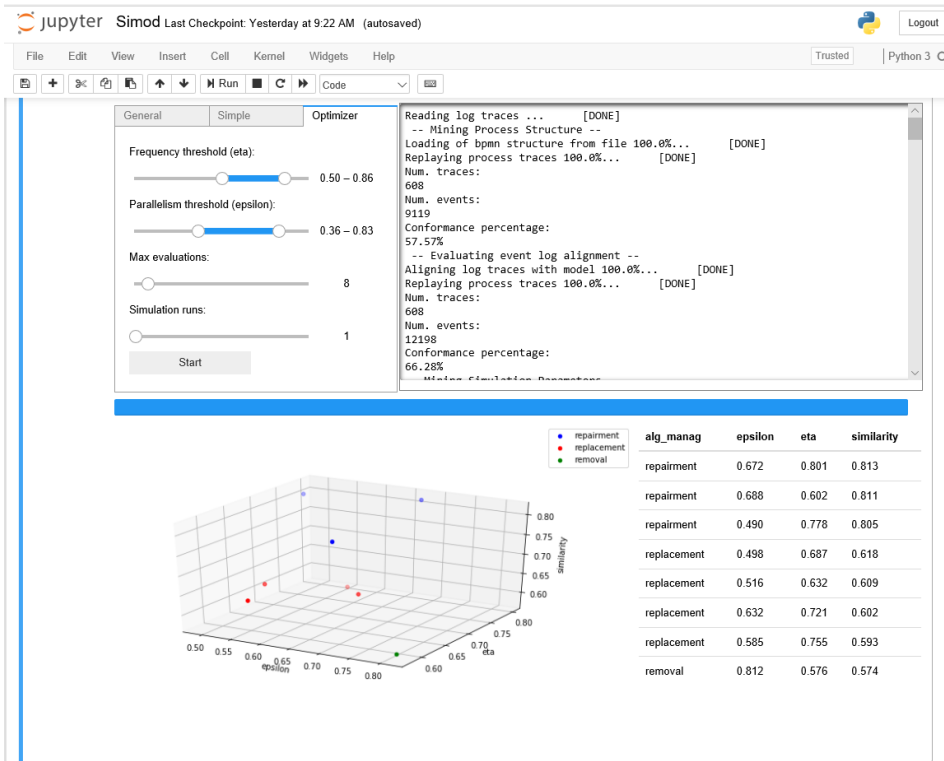 jupyter Simod Last Checkpoint: Yesterday at 9:22 AM (autosaved)
Logout
File Edit View Insert Cell Kernel Widgets Help
Trusted Python 3
Run Code
General Simple Optimizer
Frequency threshold (eta):
0.50 – 0.86
Parallelism threshold (epsilon):
0.36 – 0.83
Max evaluations:
8
Simulation runs:
1
Start
Reading log traces ... [DONE]
-- Mining Process Structure --
Loading of bpmn structure from file 100.0%... [DONE]
Replaying process traces 100.0%... [DONE]
Num. traces:
608
Num. events:
9119
Conformance percentage:
57.57%
-- Evaluating event log alignment --
Aligning log traces with model 100.0%... [DONE]
Replaying process traces 100.0%... [DONE]
Num. traces:
608
Num. events:
12198
Conformance percentage:
66.28%
Mining Simulation Parameters
repairment
replacement
removal
0.80
0.75
0.70
0.65
0.60
similarity
0.50 0.55 0.60 0.65 0.70 0.75 0.80
epsilon
0.60 0.65 0.70 0.75 0.80
eta
alg_manag epsilon eta similarity
repairment 0.672 0.801 0.813
repairment 0.688 0.602 0.811
repairment 0.490 0.778 0.805
replacement 0.498 0.687 0.618
replacement 0.516 0.632 0.609
replacement 0.632 0.721 0.602
replacement 0.585 0.755 0.593
removal 0.812 0.576 0.574